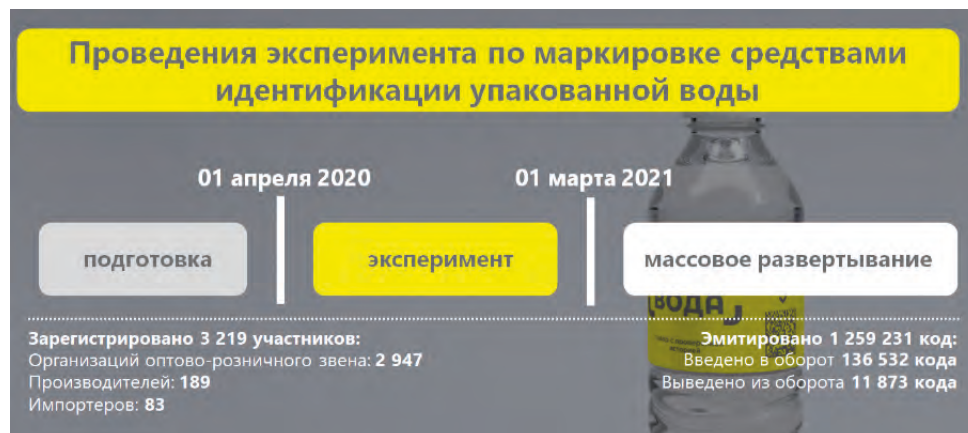 Проведения эксперимента по маркировке средствами
идентификации упакованной воды
01 апреля 2020
01 марта 2021
подготовка
эксперимент
массовое развертывание
ВОДА
Зарегистрировано 3 219 участников:
Организаций оптово-розничного звена: 2 947
Производителей: 189
Импортеров: 83
Эмитировано 1 259 231 код:
Введено в оборот 136 532 кода
Выведено из оборота 11 873 кода